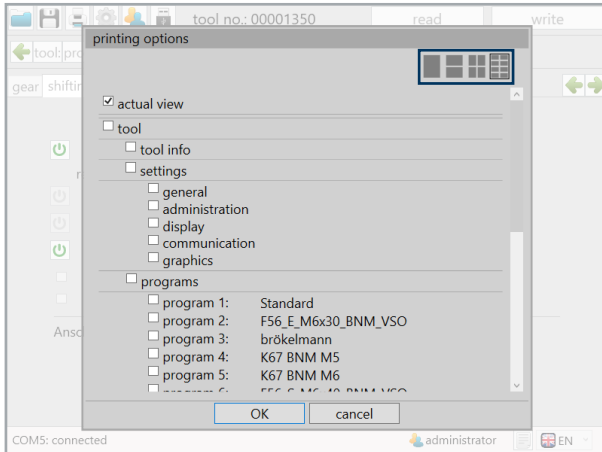 tool no.: 00001350 read write
printing options
tool:pro
gear shiftin
actual view
tool
tool info
settings
general
administration
display
communication
graphics
programs
program 1: Standard
program 2: F56_E_M6x30_BNM_VSO
program 3: brökelmann
program 4: K67 BNM M5
program 5: K67 BNM M6
Ansc
OK cancel
COM5: connected administrator EN